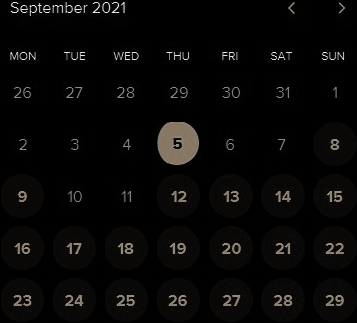 September 2021
MON TUE WED THU FRI SAT SUN
26 27 28 29 30 31 1
2 3 4 5 6 7 8
9 10 11 12 13 14 15
16 17 18 19 20 21 22
23 24 25 26 27 28 29